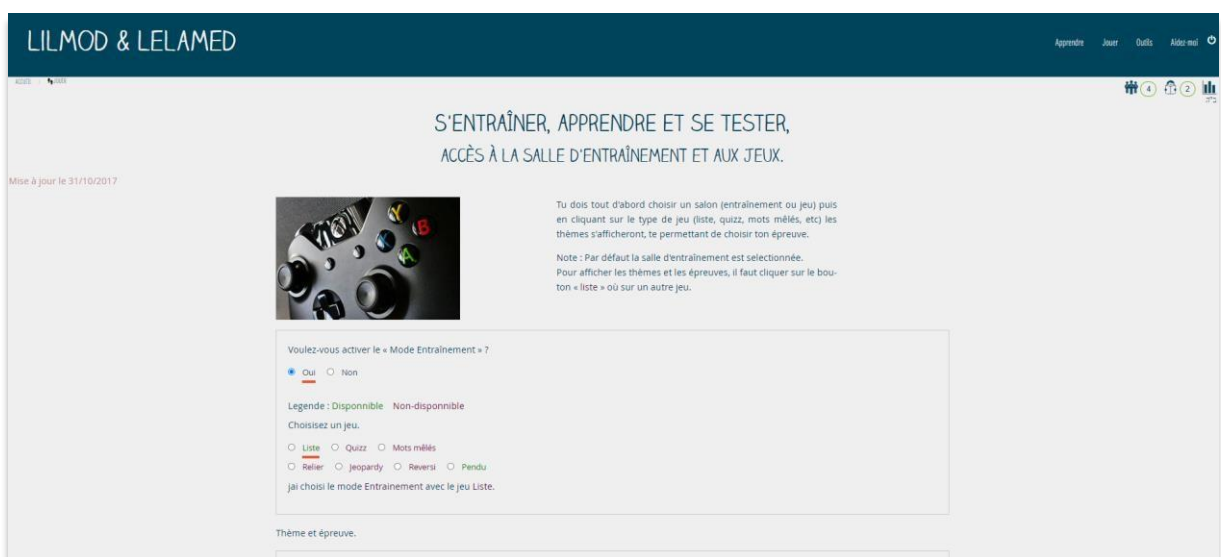 LILMOD & LELAMED
Apprendre Jouer Outils Aidez-moi
ACCUEIL JOUER
4 2
S'ENTRAÎNER, APPRENDRE ET SE TESTER,
ACCÈS À LA SALLE D'ENTRAÎNEMENT ET AUX JEUX.
Mise à jour le 31/10/2017
Y
X B
A
Tu dois tout d'abord choisir un salon (entraînement ou jeu) puis
en cliquant sur le type de jeu (liste, quizz, mots mêlés, etc) les
thèmes s'afficheront, te permettant de choisir ton épreuve.
Note : Par défaut la salle d'entraînement est selectionnée.
Pour afficher les thèmes et les épreuves, il faut cliquer sur le bou-
ton « liste » où sur un autre jeu.
Voulez-vous activer le « Mode Entraînement » ?
Oui Non
Legende : Disponnible Non-disponnible
Choisisez un jeu.
Liste Quizz Mots mêlés
Relier Jeopardy Reversi Pendu
jai choisi le mode Entrainement avec le jeu Liste.
Thème et épreuve.